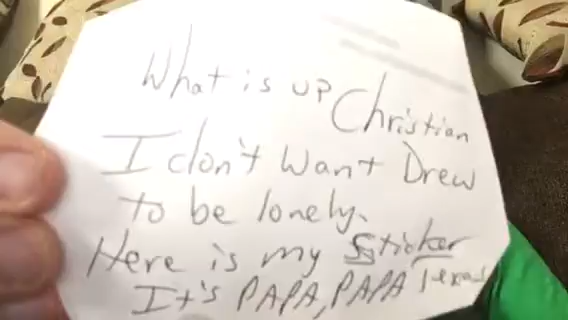 What is up Christian
I don't want Drew
to be lonely.
Here is my Sticker
It's PAPA, PAPA Texas